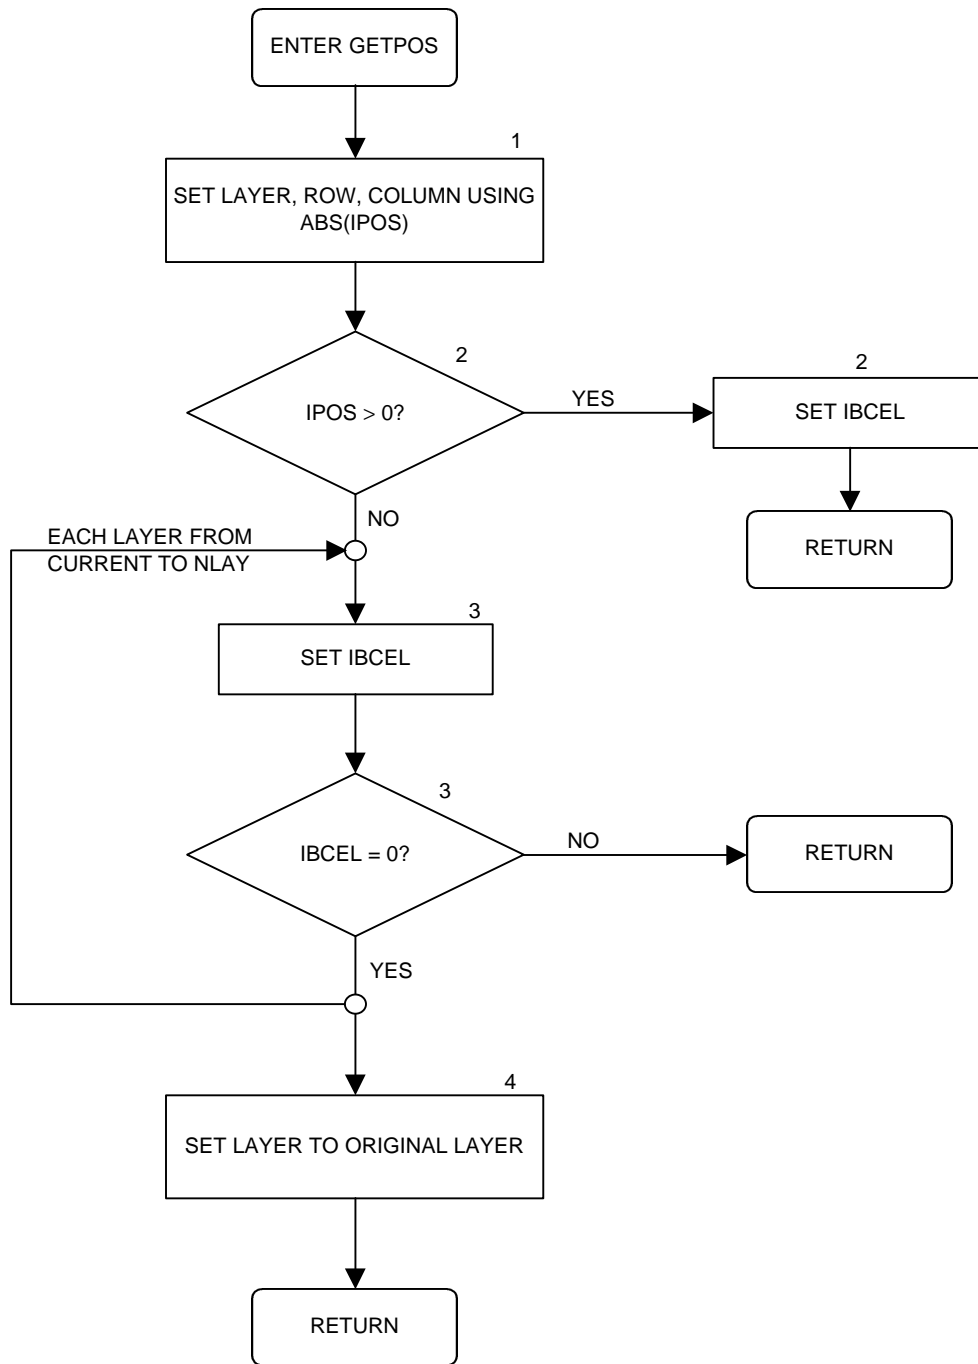 ENTER GETPOS
1
SET LAYER, ROW, COLUMN USING
ABS(IPOS)
2
IPOS > 0?
YES
2
SET IBCEL
RETURN
NO
EACH LAYER FROM
CURRENT TO NLAY
3
SET IBCEL
3
IBCEL = 0?
NO
RETURN
YES
4
SET LAYER TO ORIGINAL LAYER
RETURN